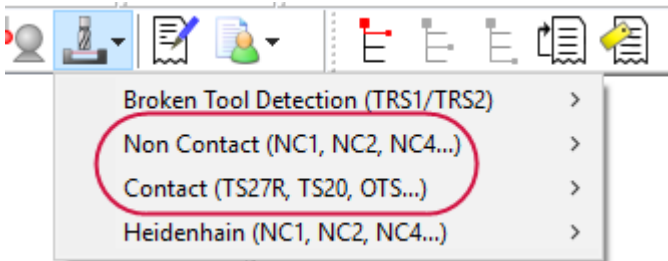 Broken Tool Detection (TRS1/TRS2)
Non Contact (NC1, NC2, NC4...)
Contact (TS27R, TS20, OTS...)
Heidenhain (NC1, NC2, NC4...)